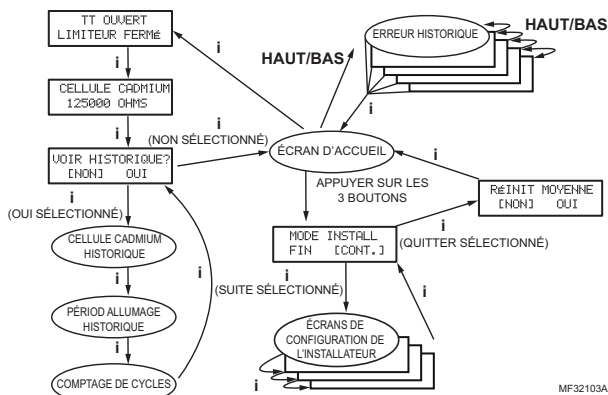 TT OUVERT
LIMITEUR FERMé
i
CELLULE CADMIUM
125000 OHMS
i
VOIR HISTORIQUE?
[NON] OUI
i
(OUI SÉLECTIONNÉ)
CELLULE CADMIUM
HISTORIQUE
i
PÉRIOD ALLUMAGE
HISTORIQUE
i
COMPTAGE DE CYCLES
i
i
i
(NON SÉLECTIONNÉ)
HAUT/BAS
ERREUR HISTORIQUE
HAUT/BAS
i
ÉCRAN D'ACCUEIL
APPUYER SUR LES
3 BOUTONS
i
RéINIT MOYENNE
[NON] OUI
MODE INSTALL
FIN [CONT.]
i
(QUITTER SÉLECTIONNÉ)
i
(SUITE SÉLECTIONNÉ)
i
ÉCRANS DE
CONFIGURATION DE
L'INSTALLATEUR
i
MF32103A